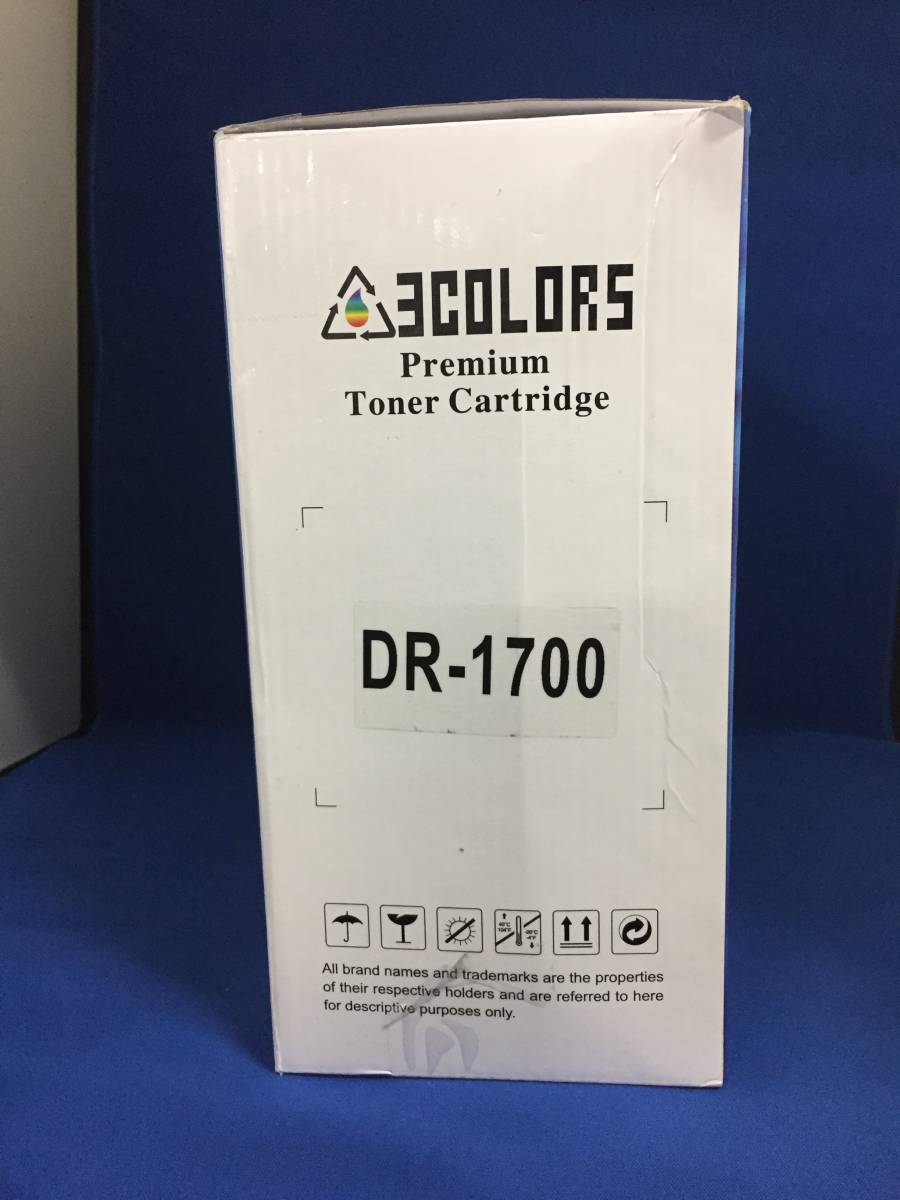 3COLORS
Premium
Toner Cartridge
DR-1700
All brand names and trademarks are the properties
of their respective holders and are referred to here
for descriptive purposes only.